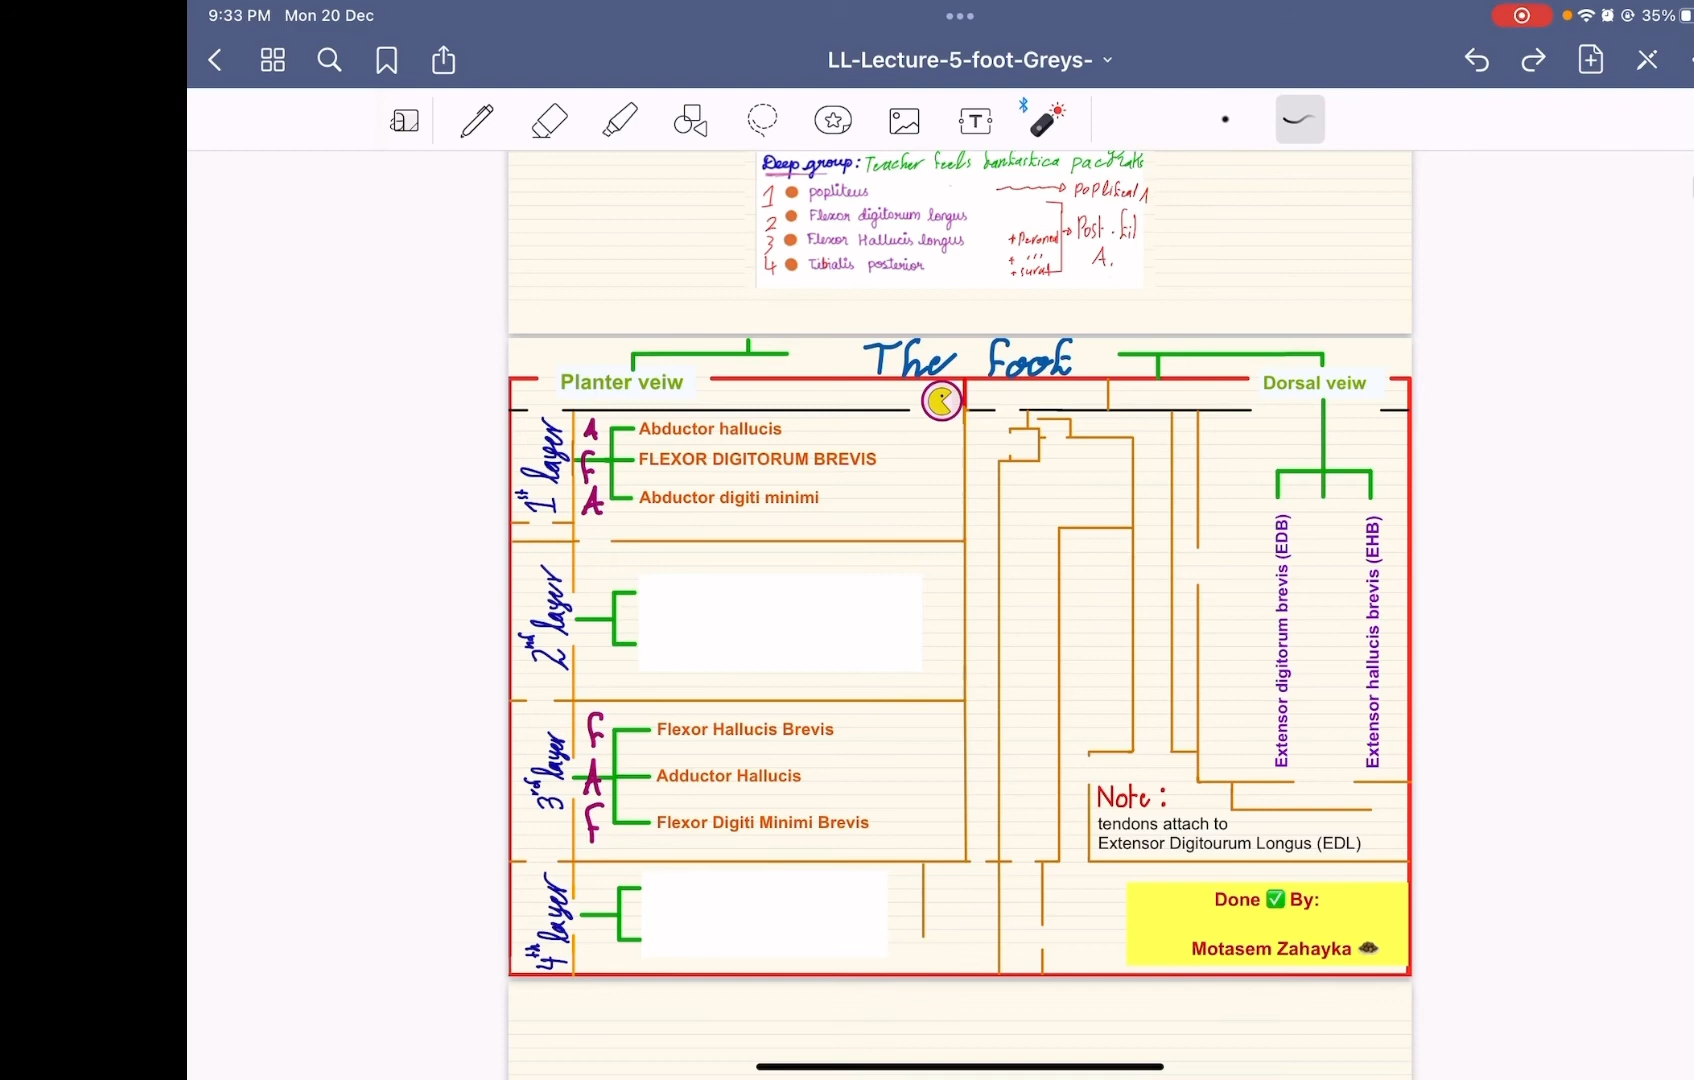 9:33 PM Mon 20 Dec
35%
LL-Lecture-5-foot-Greys-
Deep group: Teacher feels fantastica
1 popliteus popliteal A
2 Flexor digitorum longus
3 Flexor Hallucis longus
4 Tibialis posterior
Post.
A.
+ sural
The foot
Planter veiw
Dorsal veiw
1st layer
A Abductor hallucis
F FLEXOR DIGITORUM BREVIS
A Abductor digiti minimi
2nd layer
3rd layer
F Flexor Hallucis Brevis
A Adductor Hallucis
F Flexor Digiti Minimi Brevis
4th layer
Extensor digitorum brevis (EDB)
Extensor hallucis brevis (EHB)
Note :
tendons attach to
Extensor Digitourum Longus (EDL)
Done ✅ By:
Motasem Zahayka